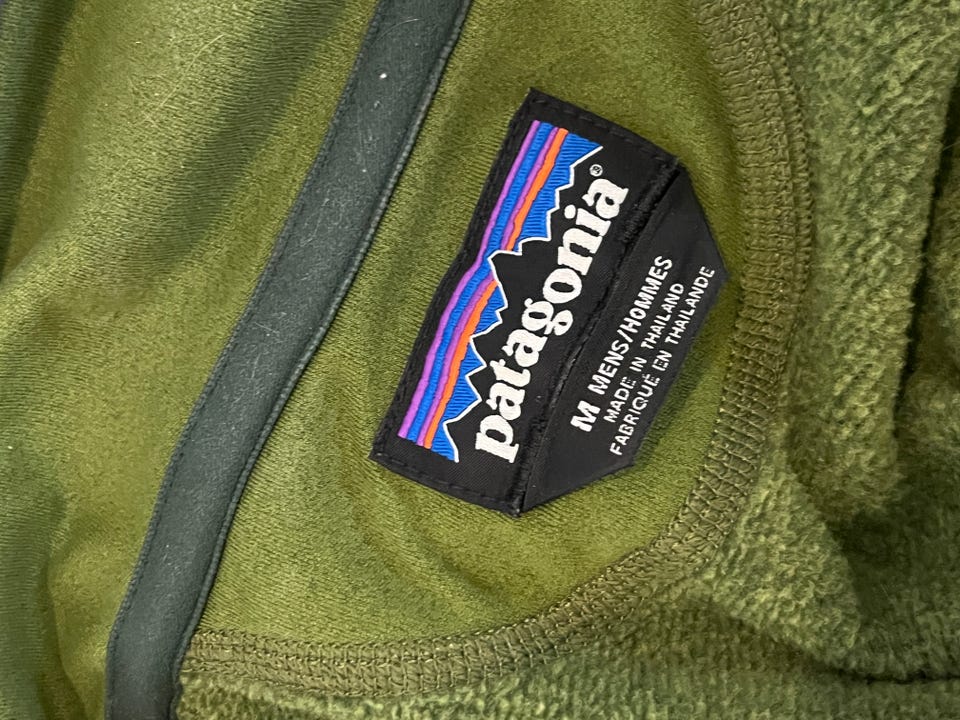 patagonia®
M MENS/HOMMES
MADE IN THAILAND
FABRIQUÉ EN THAILANDE